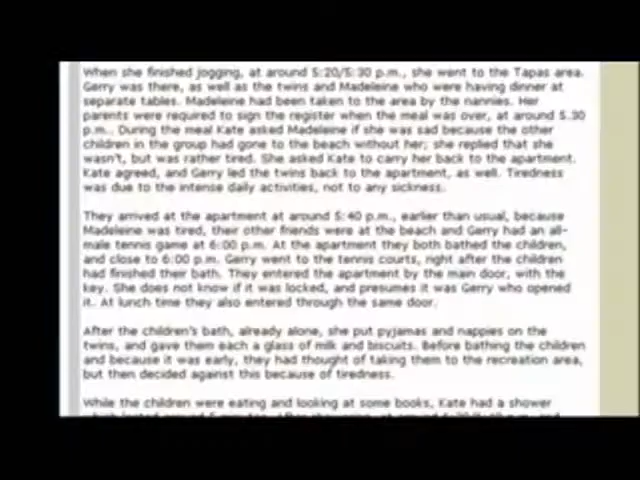 When she finished jogging, at around 5:20/5:30 p.m., she went to the Tapas area.
Gerry was there, as well as the twins and Madeleine who were having dinner at
separate tables. Madeleine had been taken to the area by the nannies. Her
parents were required to sign the register when the meal was over, at around 5.30
p.m.. During the meal Kate asked Madeleine if she was sad because the other
children in the group had gone to the beach without her; she replied that she
wasn't, but was rather tired. She asked Kate to carry her back to the apartment.
Kate agreed, and Gerry led the twins back to the apartment, as well. Tiredness
was due to the intense daily activities, not to any sickness.
They arrived at the apartment at around 5:40 p.m., earlier than usual, because
Madeleine was tired, their other friends were at the beach and Gerry had an all-
male tennis game at 6:00 p.m. At the apartment they both bathed the children,
and close to 6:00 p.m. Gerry went to the tennis courts, right after the children
had finished their bath. They entered the apartment by the main door, with the
key. She does not know if it was locked, and presumes it was Gerry who opened
it. At lunch time they also entered through the same door.
After the children's bath, already alone, she put pyjamas and nappies on the
twins, and gave them each a glass of milk and biscuits. Before bathing the children
and because it was early, they had thought of taking them to the recreation area,
but then decided against this because of tiredness.
While the children were eating and looking at some books, Kate had a shower